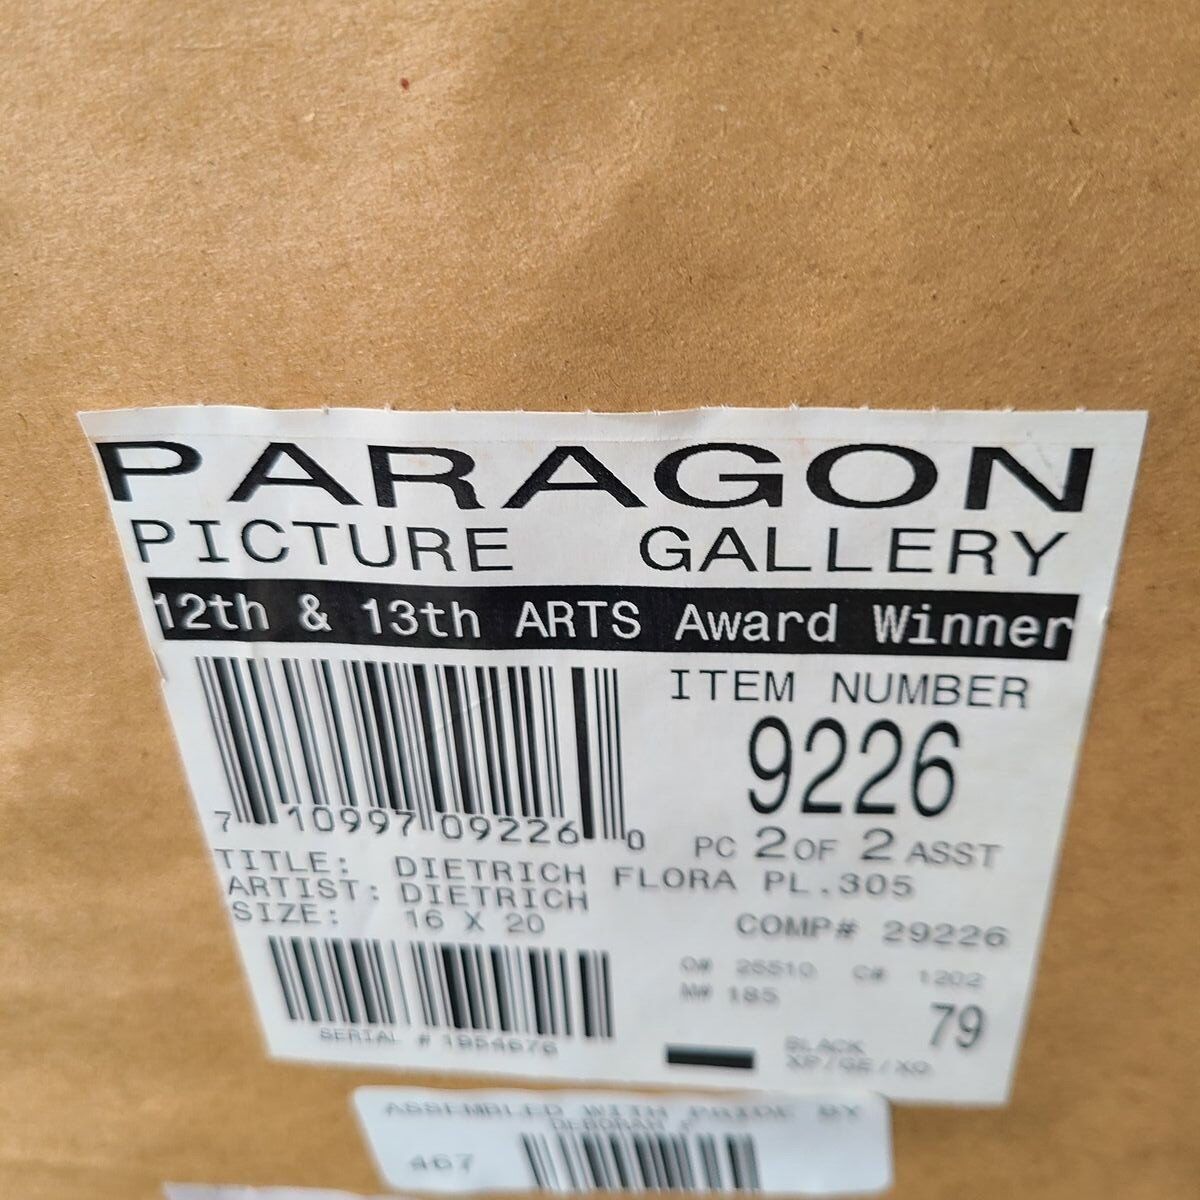 PARAGON
PICTURE GALLERY
12th & 13th ARTS Award Winner
ITEM NUMBER
9226
7 10997 09226 0
PC 2 OF 2 ASST
TITLE: DIETRICH FLORA PL.305
ARTIST: DIETRICH
SIZE: 16 X 20
COMP# 29226
O# 25510 C# 1202
M# 185
79
SERIAL #
BLACK
ASSEMBLED WITH PRIDE BY
DEBORAH
467